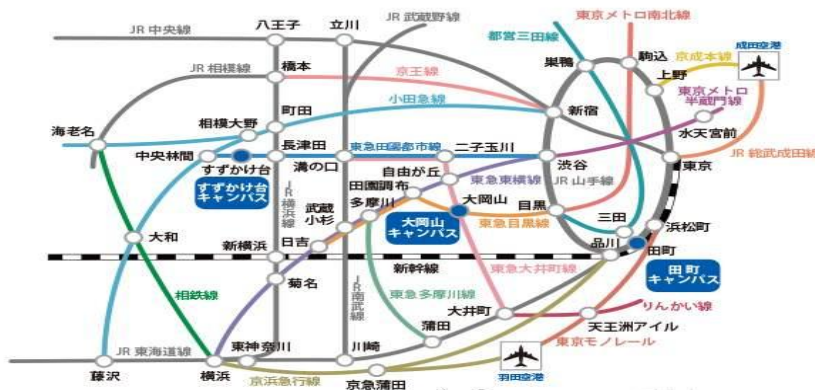 JR 中央線
八王子
立川
JR 武蔵野線
東京メトロ南北線
都営三田線
駒込
巣鴨
京成本線
成田空港
上野
JR 相模線
橋本
京王線
新宿
東京メトロ
半蔵門線
小田急線
町田
相模大野
海老名
水天宮前
中央林間
長津田
東急田園都市線
二子玉川
渋谷
東京
JR 総武成田線
すずかけ台
溝の口
自由が丘
東急東横線
JR 山手線
すずかけ台
キャンパス
JR 横浜線
田園調布
多摩川
大岡山
目黒
武蔵
小杉
大岡山
キャンパス
東急目黒線
三田
浜松町
大和
新横浜
日吉
品川
田町
新幹線
東急大井町線
田町
キャンパス
菊名
相鉄線
JR 南武線
東急多摩川線
大井町
りんかい線
蒲田
天王洲アイル
JR 東海道線
東神奈川
東京モノレール
藤沢
横浜
川崎
京浜急行線
京急蒲田
羽田空港